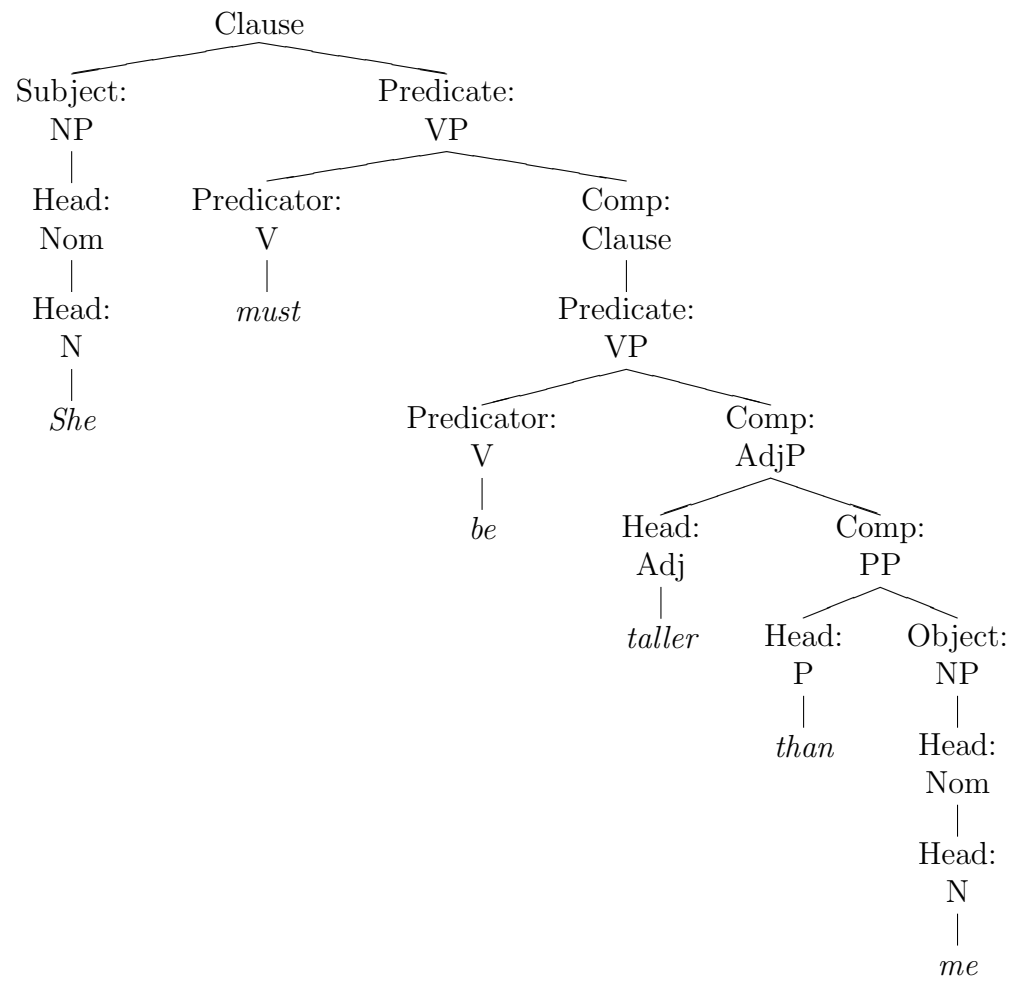 Clause
Subject: Predicate:
NP VP
Head: Predicator: Comp:
Nom V Clause
Head: must Predicate:
N VP
She Predicator: Comp:
V AdjP
be Head: Comp:
Adj PP
taller Head: Object:
P NP
than Head:
Nom
Head:
N
me